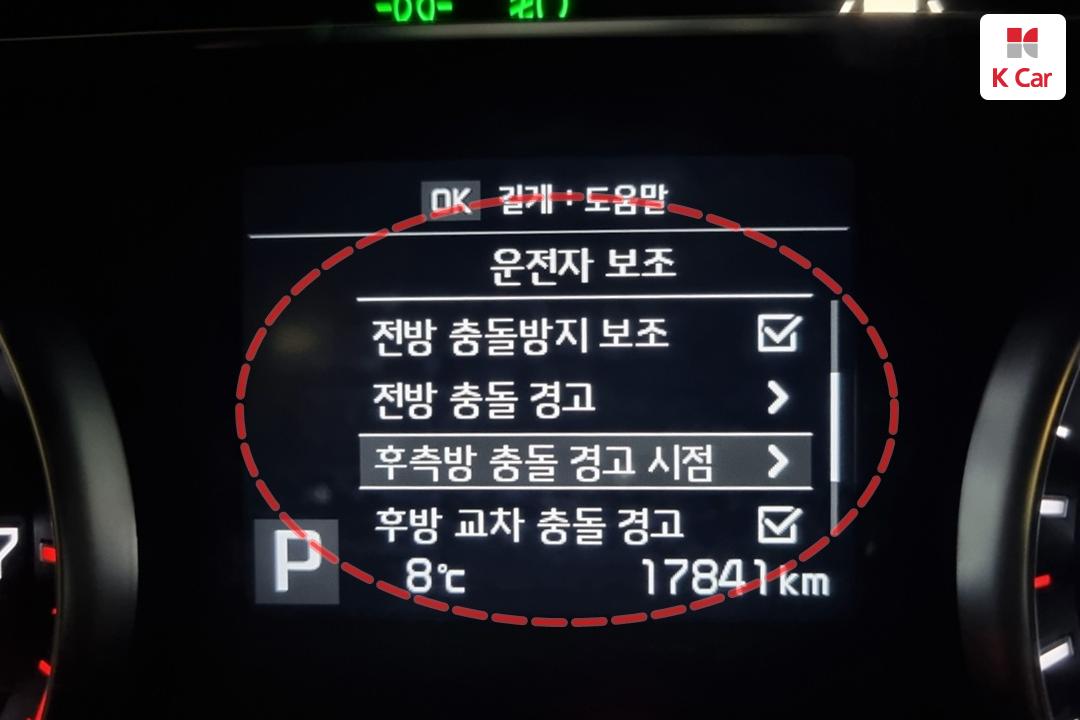 K Car
OK 길게 : 도움말
운전자 보조
전방 충돌방지 보조
전방 충돌 경고
후측방 충돌 경고 시점
후방 교차 충돌 경고
P 8℃ 17841km
7